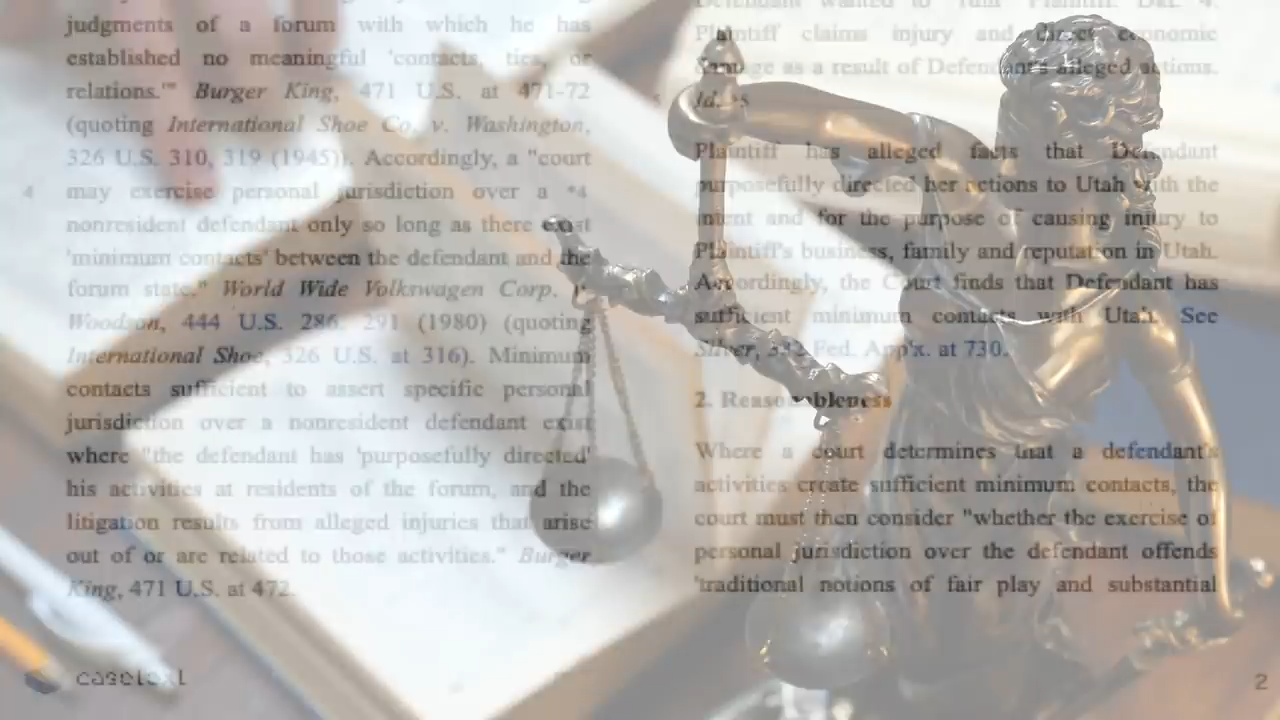 judgments of a forum with which he has
established no meaningful 'contacts, ties, or
relations.'" Burger King, 471 U.S. at 471-72
(quoting International Shoe Co. v. Washington,
326 U.S. 310, 319 (1945)). Accordingly, a "court
4 may exercise personal jurisdiction over a *4
nonresident defendant only so long as there exist
'minimum contacts' between the defendant and the
forum state." World Wide Volkswagen Corp. v.
Woodson, 444 U.S. 286, 291 (1980) (quoting
International Shoe, 326 U.S. at 316). Minimum
contacts sufficient to assert specific personal
jurisdiction over a nonresident defendant exist
where "the defendant has 'purposefully directed'
his activities at residents of the forum, and the
litigation results from alleged injuries that arise
out of or are related to those activities." Burger
King, 471 U.S. at 472.
Defendant wanted to "ruin" Plaintiff. Dkt. 4.
Plaintiff claims injury and direct economic
damage as a result of Defendant's alleged actions.
Id.
Plaintiff has alleged facts that Defendant
purposefully directed her actions to Utah with the
intent and for the purpose of causing injury to
Plaintiff's business, family and reputation in Utah.
Accordingly, the Court finds that Defendant has
sufficient minimum contacts with Utah. See
Silver, 332 Fed. App'x. at 730.
2. Reasonableness
Where a court determines that a defendant's
activities create sufficient minimum contacts, the
court must then consider "whether the exercise of
personal jurisdiction over the defendant offends
'traditional notions of fair play and substantial
casetext
2